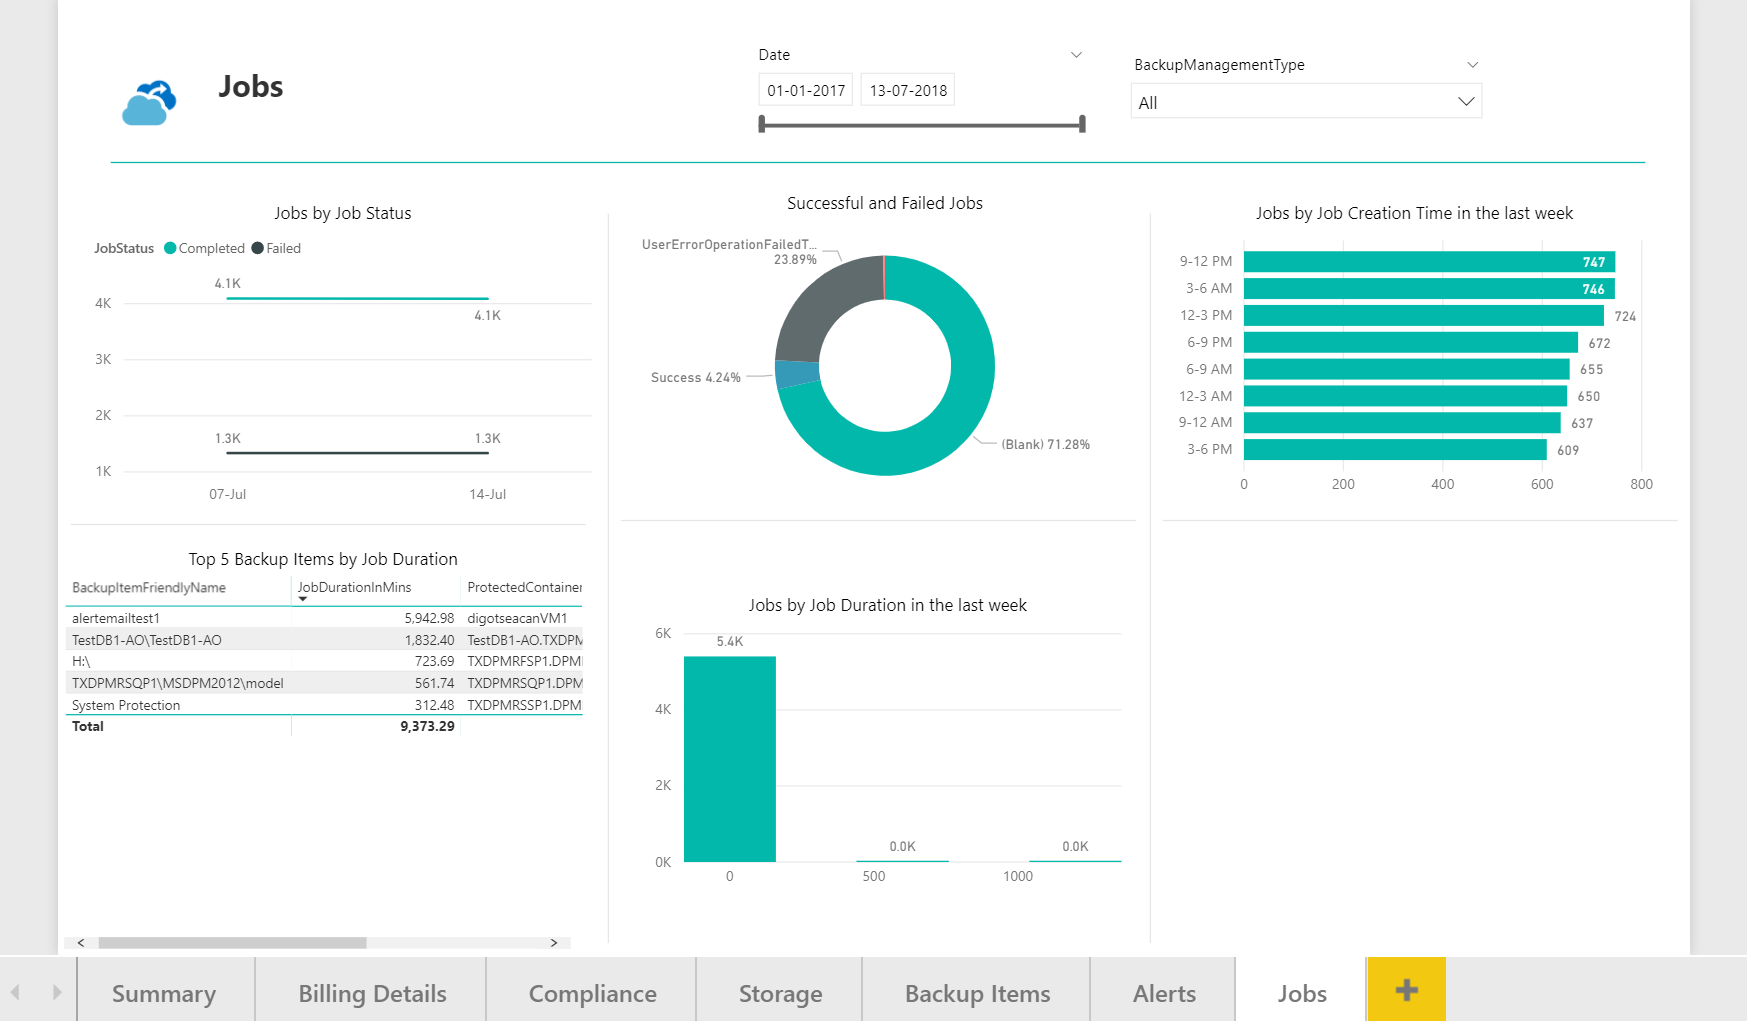 Jobs
Date
01-01-2017 13-07-2018
BackupManagementType
All
Jobs by Job Status
JobStatus Completed Failed
4.1K
4K
4.1K
3K
2K
1.3K 1.3K
1K
07-Jul 14-Jul
Successful and Failed Jobs
UserErrorOperationFailedT...
23.89%
Success 4.24%
(Blank) 71.28%
Jobs by Job Creation Time in the last week
9-12 PM 747
3-6 AM 746
12-3 PM 724
6-9 PM 672
6-9 AM 655
12-3 AM 650
9-12 AM 637
3-6 PM 609
0 200 400 600 800
Top 5 Backup Items by Job Duration
BackupItemFriendlyName JobDurationInMins ProtectedContainer
alertemailtest1 5,942.98 digotseacanVM1
TestDB1-AO\TestDB1-AO 1,832.40 TestDB1-AO.TXDPM
H:\ 723.69 TXDPMRFSP1.DPM
TXDPMRSQP1\MSDPM2012\model 561.74 TXDPMRSQP1.DPM
System Protection 312.48 TXDPMRSSP1.DPM
Total 9,373.29
Jobs by Job Duration in the last week
6K
5.4K
4K
2K
0.0K 0.0K
0K
0 500 1000
Summary Billing Details Compliance Storage Backup Items Alerts Jobs +